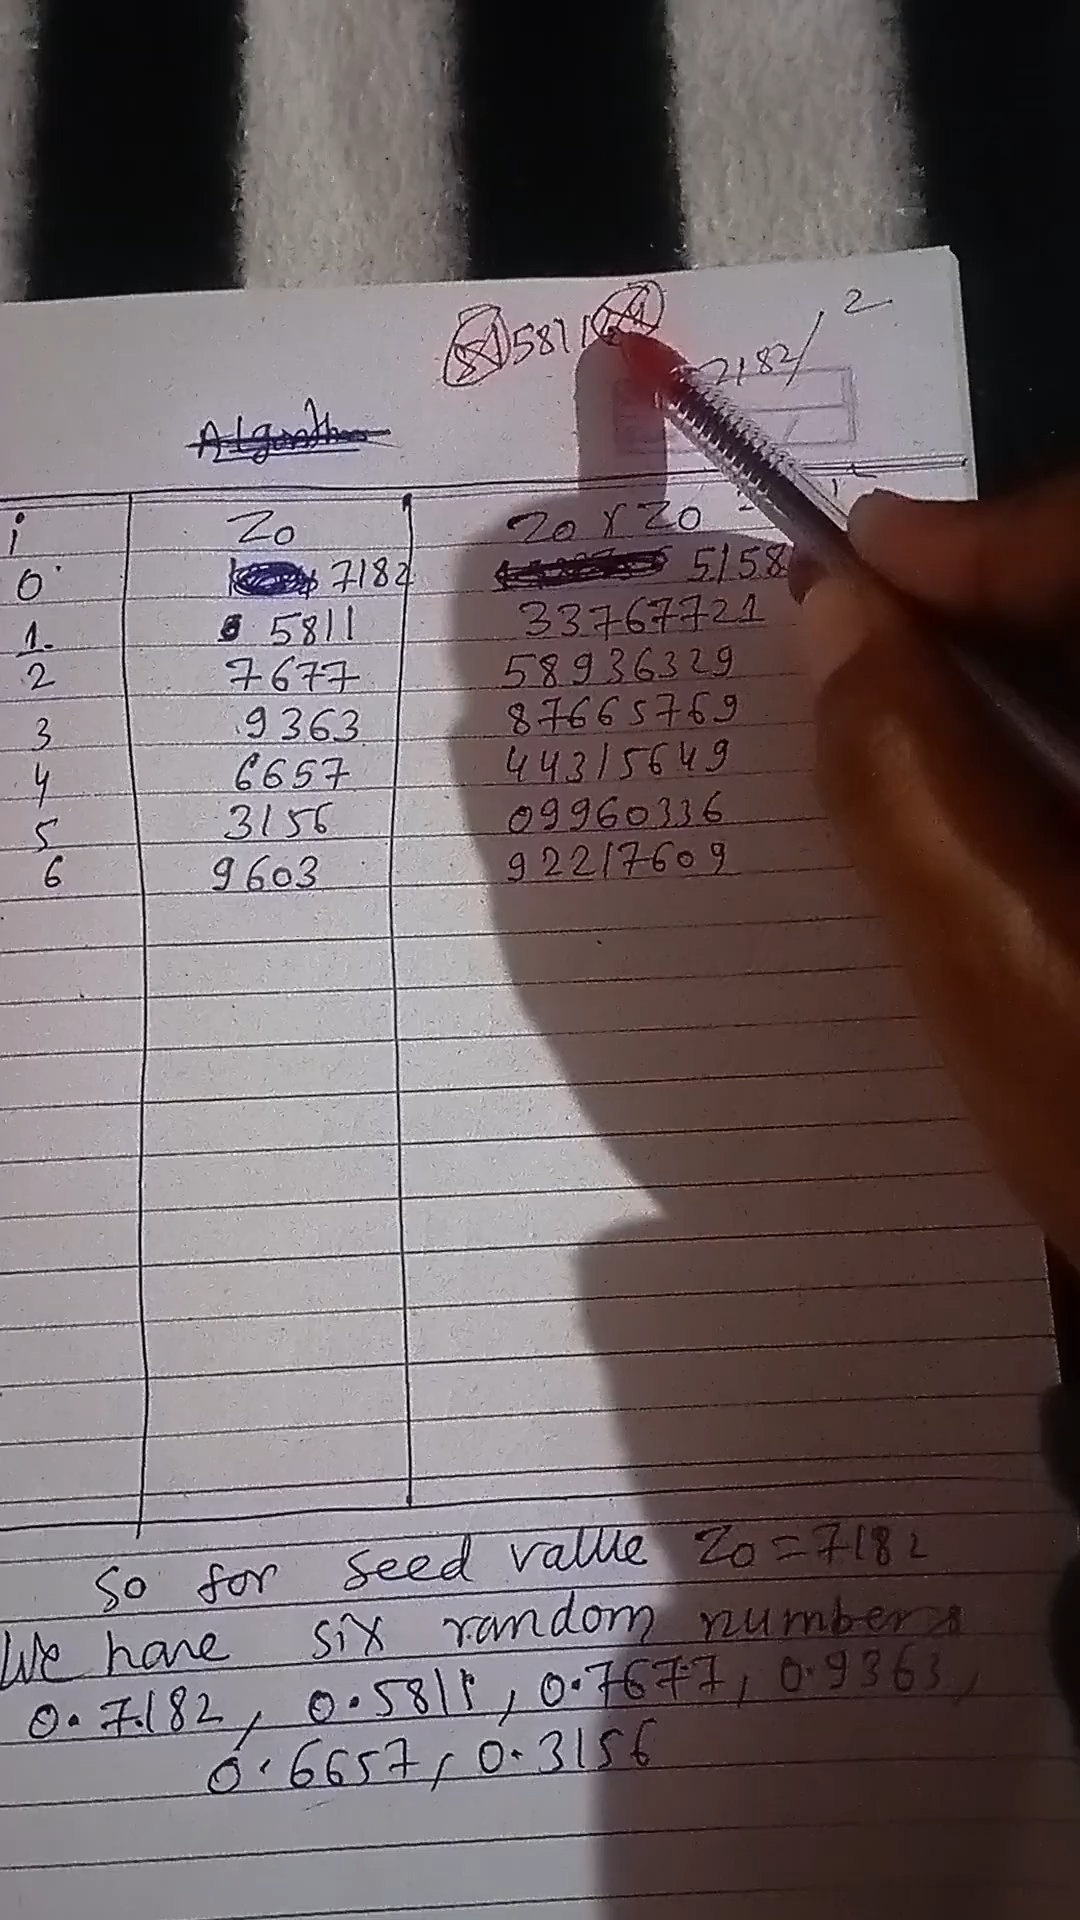 5811
7182/ 2
Algorithm
i Zo Zo x Zo
0 7182 5158
1. 5811 33767721
2 7677 58936329
3 9363 87665769
4 6657 44315649
5 3156 09960336
6 9603 92217609
So for seed value Zo = 7182
We have six random numbers
0.7182, 0.5811, 0.7677, 0.9363,
0.6657, 0.3156